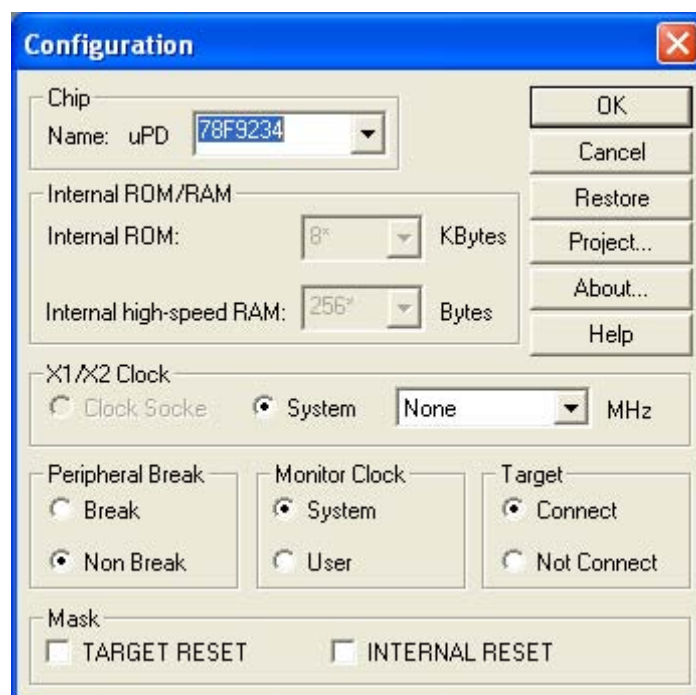 Configuration
Chip
Name: uPD 78F9234
OK
Cancel
Internal ROM/RAM
Restore
Internal ROM: 8* KBytes
Project...
About...
Internal high-speed RAM: 256* Bytes
Help
X1/X2 Clock
Clock Socke System None MHz
Peripheral Break Monitor Clock Target
Break System Connect
Non Break User Not Connect
Mask
TARGET RESET INTERNAL RESET